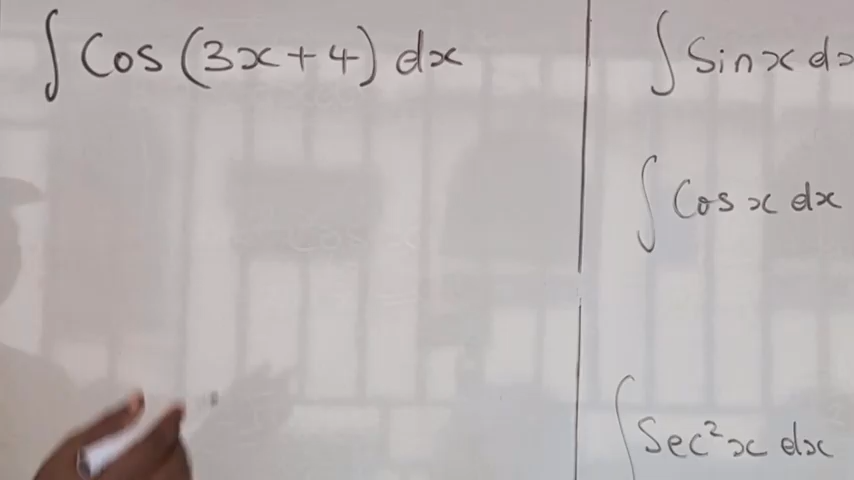 ∫ Cos (3x+4) dx
∫ Sin x dx
∫ Cos x dx
∫ Sec²x dx